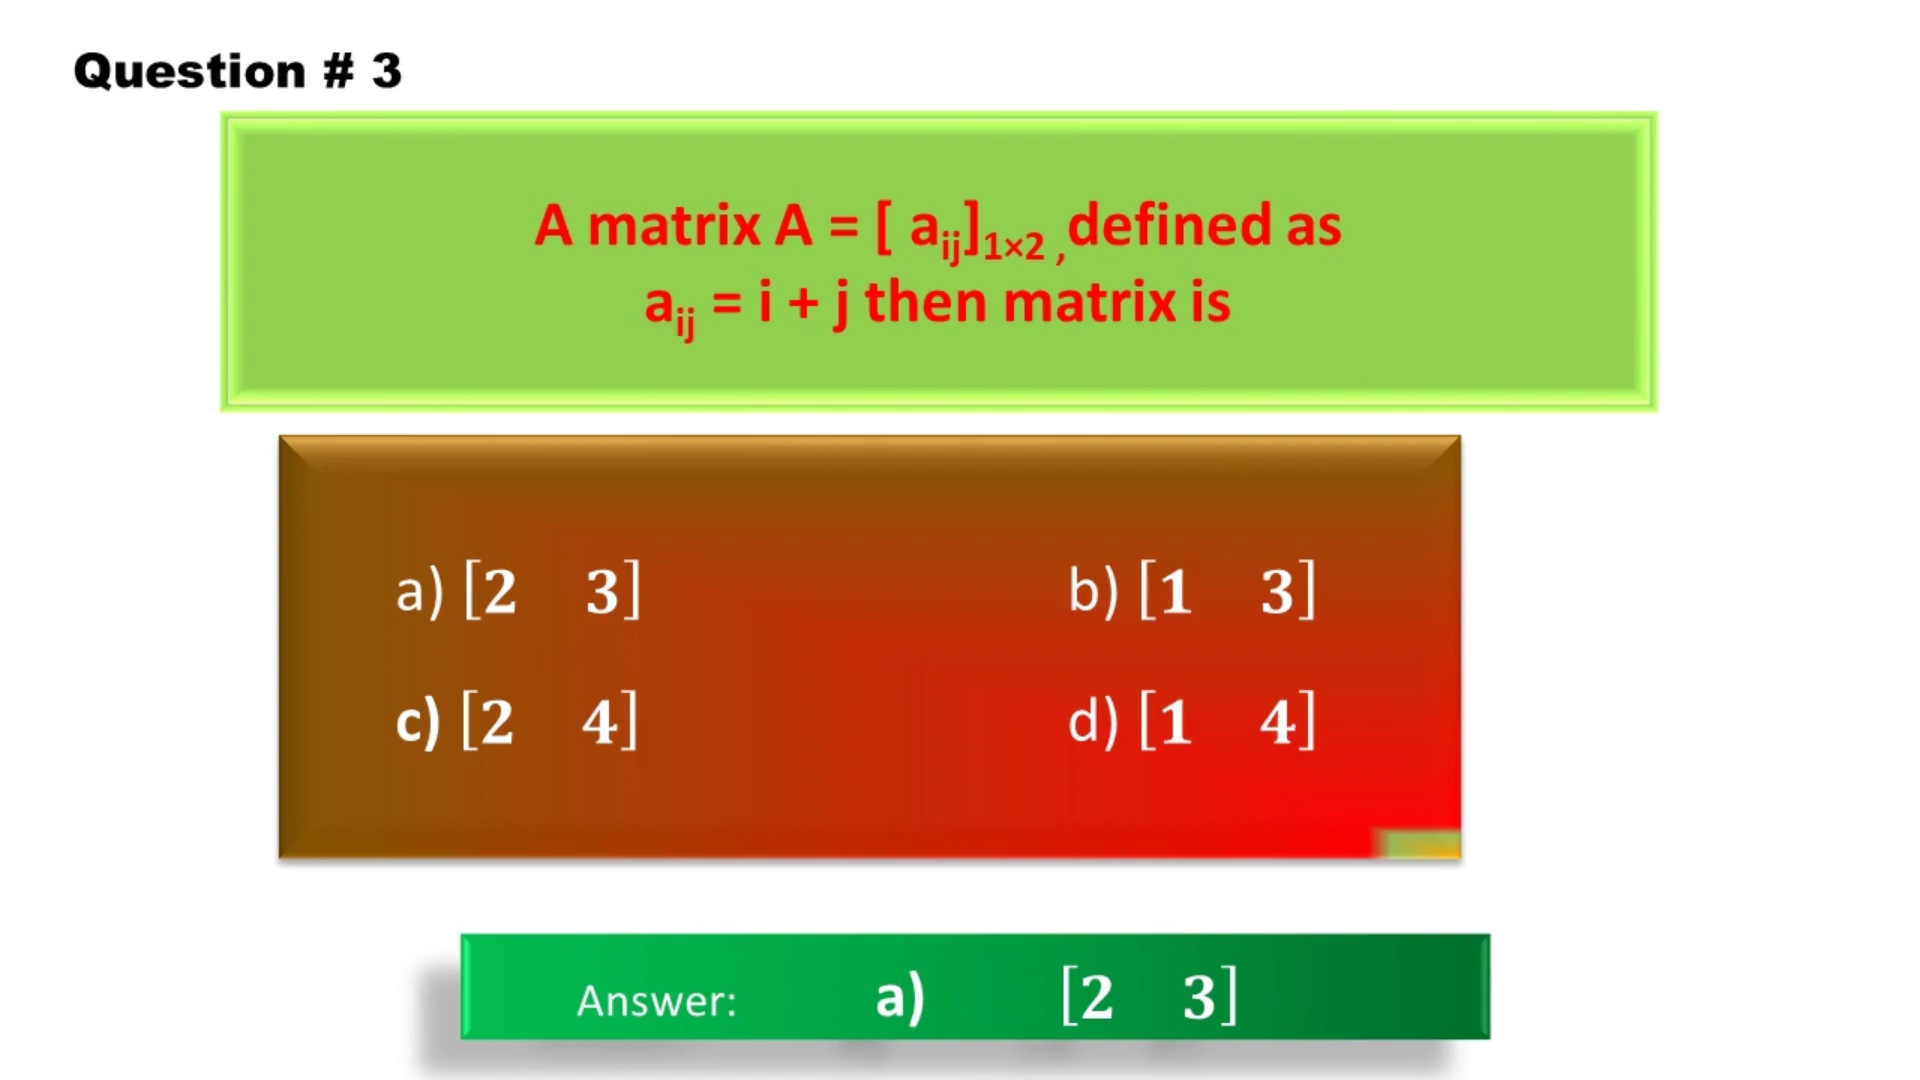 Question # 3
A matrix A = [ aij]1×2 , defined as
aij = i + j then matrix is
a) [2 3] b) [1 3]
c) [2 4] d) [1 4]
Answer: a) [2 3]